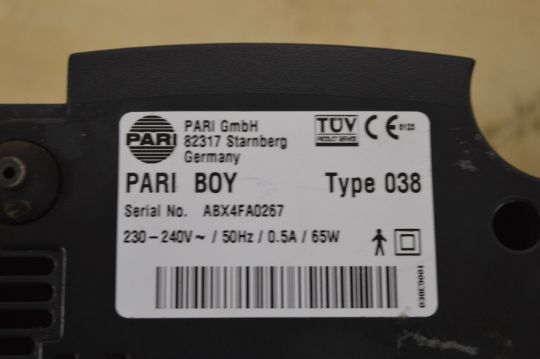 PARI
PARI GmbH
82317 Starnberg
Germany
TÜV
CE 0123
PARI BOY Type 038
Serial No. ABX4FA0267
230-240V~ / 50Hz / 0.5A / 65W